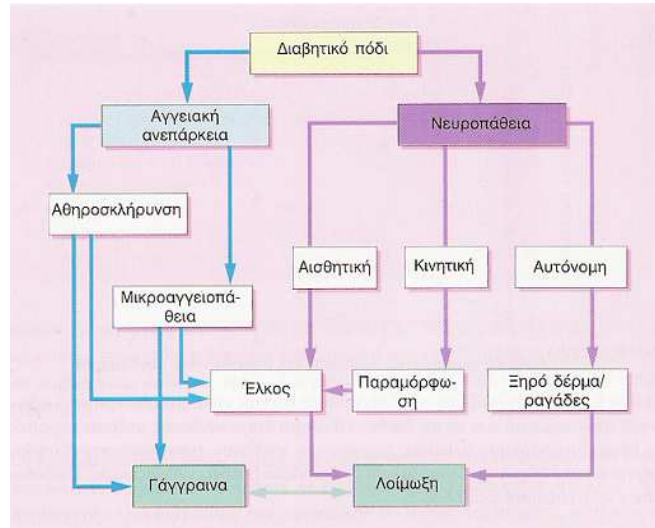 Διαβητικό πόδι
Αγγειακή
ανεπάρκεια
Νευροπάθεια
Αθηροσκλήρυνση
Αισθητική
Κινητική
Αυτόνομη
Μικροαγγειοπά-
θεια
Έλκος
Παραμόρφω-
ση
Ξηρό δέρμα/
ραγάδες
Γάγγραινα
Λοίμωξη